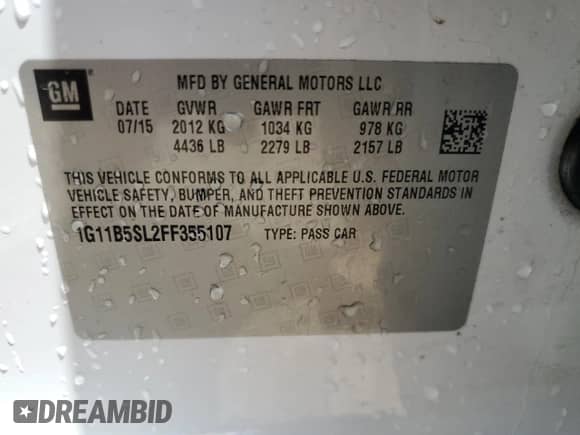 GM
MFD BY GENERAL MOTORS LLC
DATE GVWR GAWR FRT GAWR RR
07/15 2012 KG 1034 KG 978 KG
4436 LB 2279 LB 2157 LB
THIS VEHICLE CONFORMS TO ALL APPLICABLE U.S. FEDERAL MOTOR
VEHICLE SAFETY, BUMPER, AND THEFT PREVENTION STANDARDS IN
EFFECT ON THE DATE OF MANUFACTURE SHOWN ABOVE.
1G11B5SL2FF355107 TYPE: PASS CAR
DREAMBID